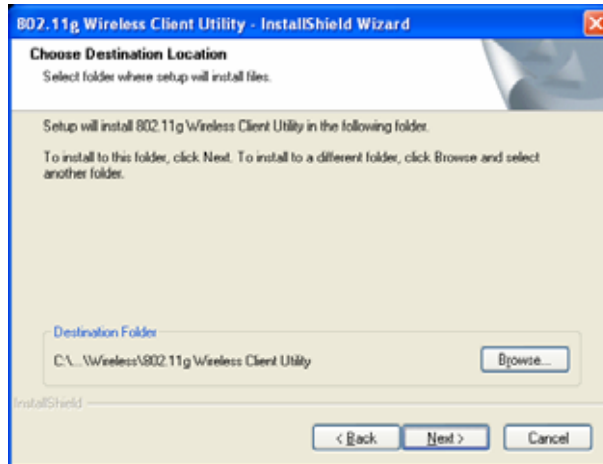 802.11g Wireless Client Utility - InstallShield Wizard
Choose Destination Location
Select folder where setup will install files.
Setup will install 802.11g Wireless Client Utility in the following folder.
To install to this folder, click Next. To install to a different folder, click Browse and select
another folder.
Destination Folder
C:\...\Wireless\802.11g Wireless Client Utility
Browse...
InstallShield
< Back
Next >
Cancel